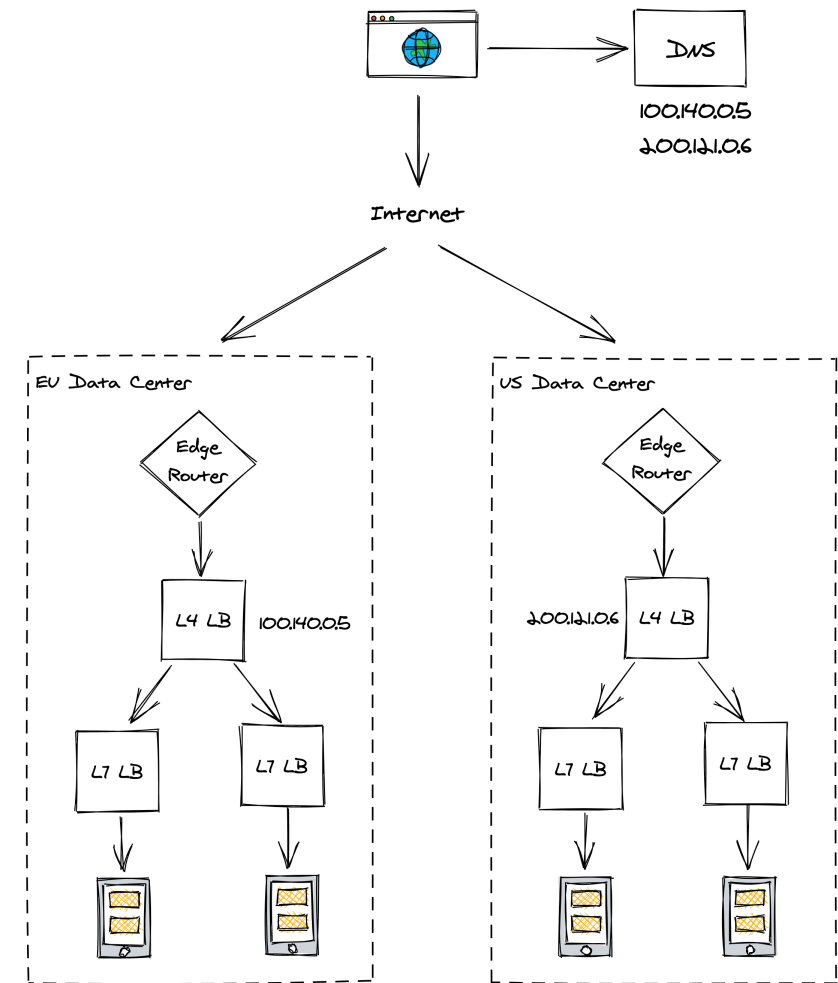 DNS
100.140.0.5
200.121.0.6
Internet
EU Data Center
Edge
Router
L4 LB
100.140.0.5
L7 LB
L7 LB
US Data Center
Edge
Router
200.121.0.6
L4 LB
L7 LB
L7 LB